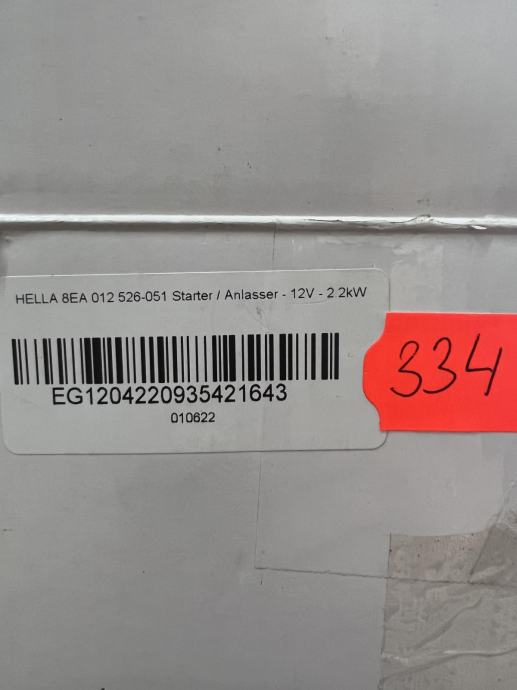 HELLA 8EA 012 526-051 Starter / Anlasser - 12V - 2.2kW
334
EG1204220935421643
010622